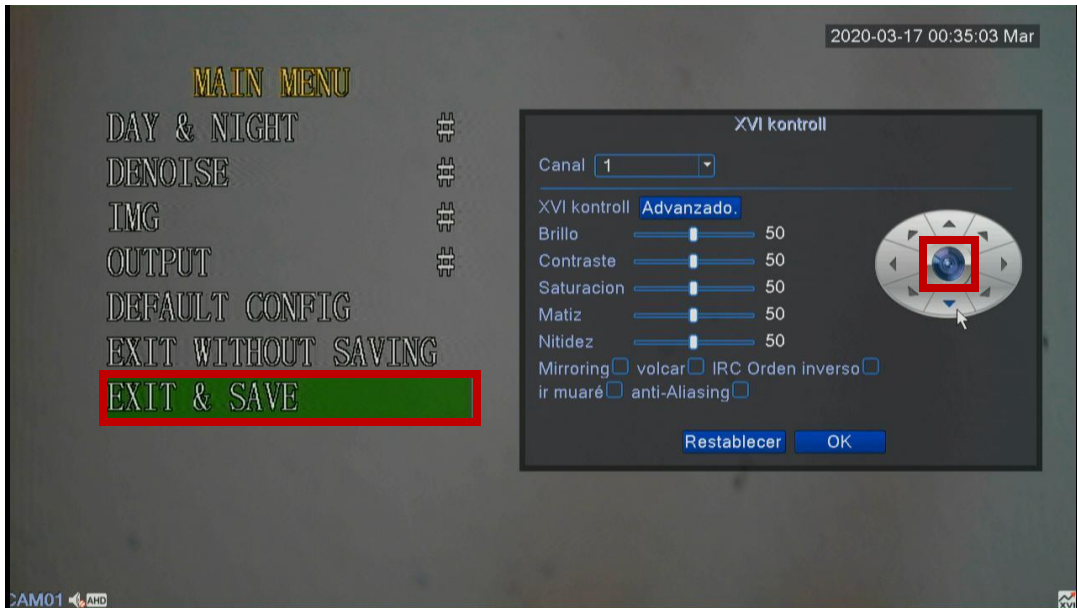 2020-03-17 00:35:03 Mar
MAIN MENU
DAY & NIGHT #
DENOISE #
IMG #
OUTPUT #
DEFAULT CONFIG
EXIT WITHOUT SAVING
EXIT & SAVE
XVI kontroll
Canal 1
XVI kontroll Advanzado.
Brillo 50
Contraste 50
Saturacion 50
Matiz 50
Nitidez 50
Mirroring volcar IRC Orden inverso
ir muaré anti-Aliasing
Restablecer OK
CAM01 AHD
XVI